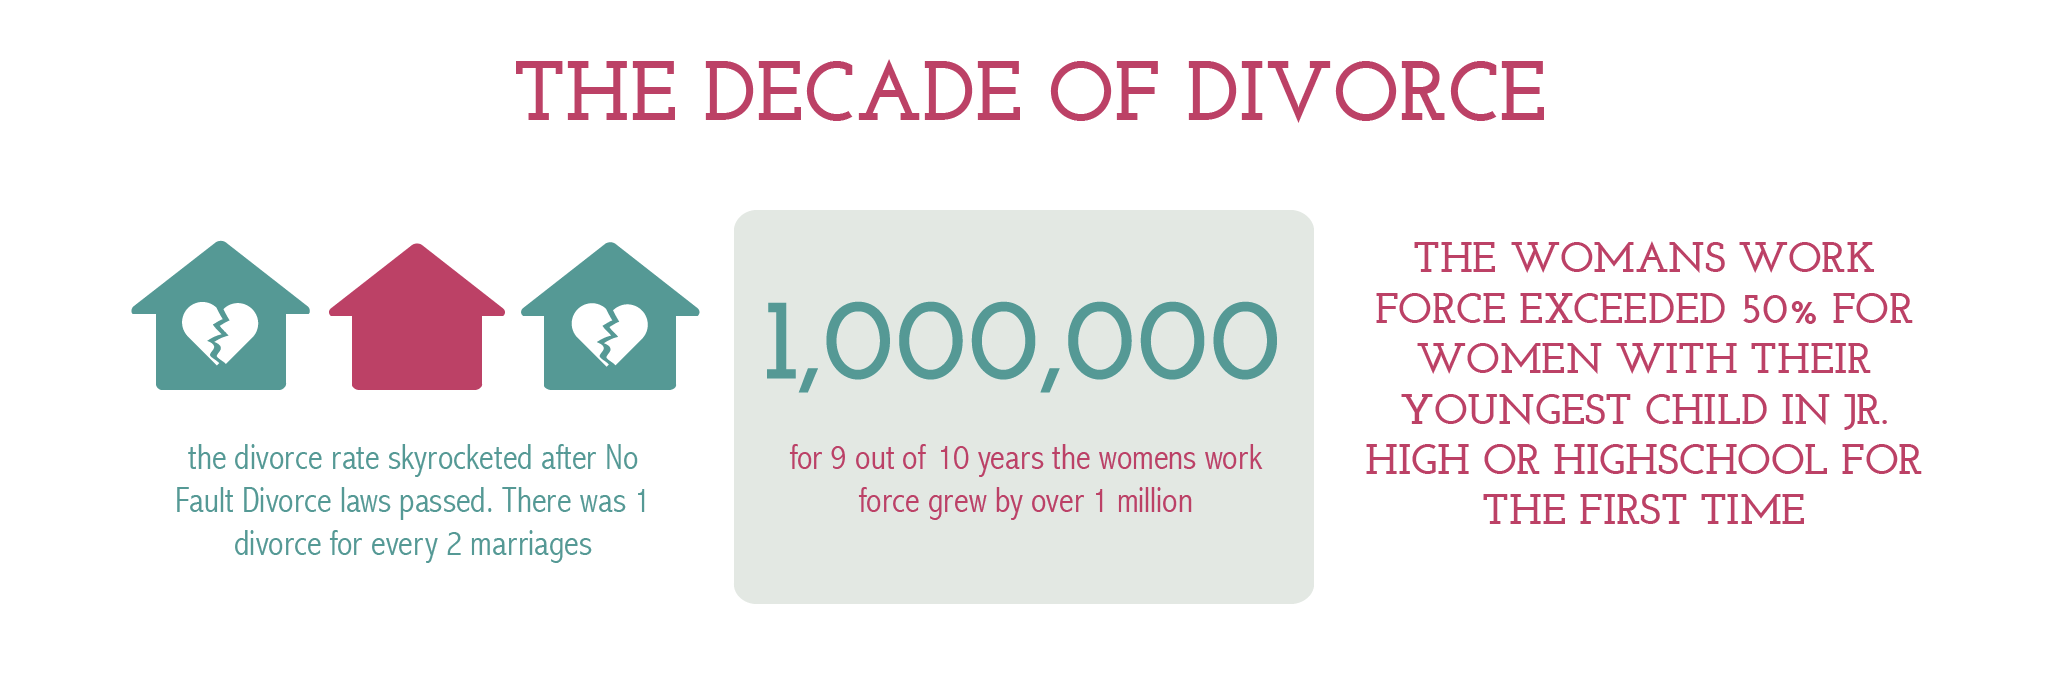 THE DECADE OF DIVORCE
the divorce rate skyrocketed after No
Fault Divorce laws passed. There was 1
divorce for every 2 marriages
1,000,000
for 9 out of 10 years the womens work
force grew by over 1 million
THE WOMANS WORK
FORCE EXCEEDED 50% FOR
WOMEN WITH THEIR
YOUNGEST CHILD IN JR.
HIGH OR HIGHSCHOOL FOR
THE FIRST TIME